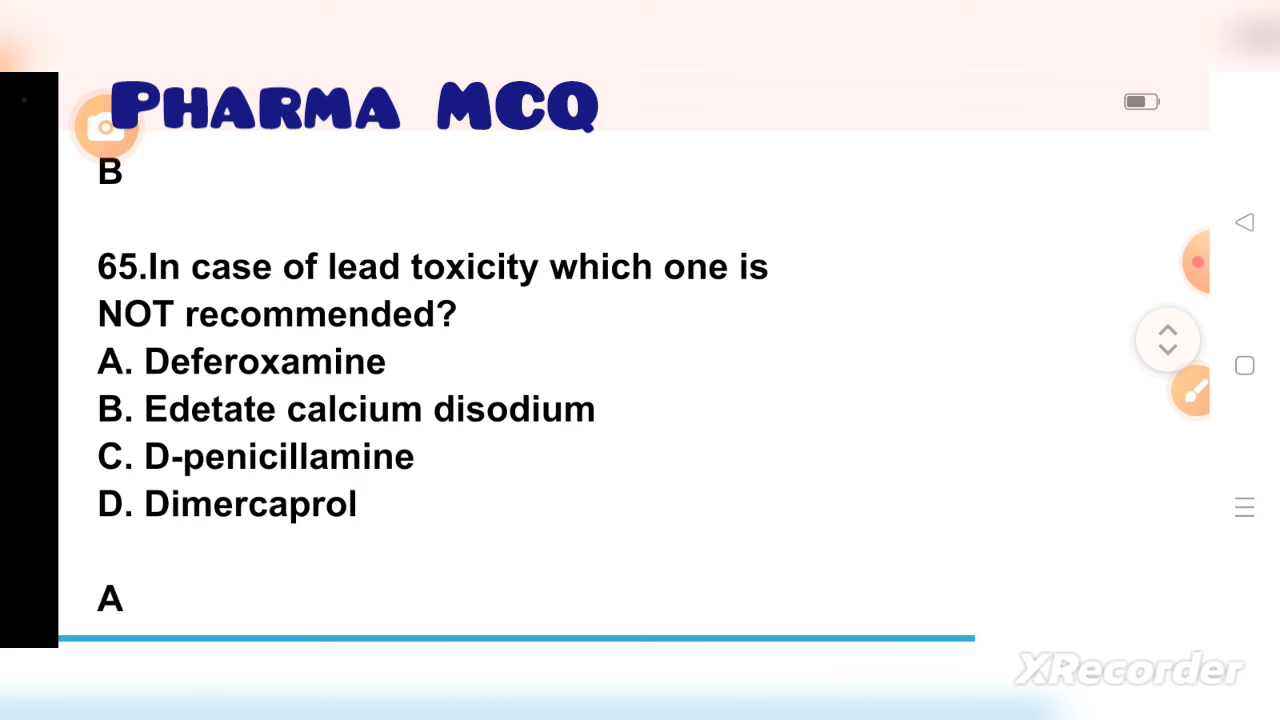 PHARMA MCQ
B
65.In case of lead toxicity which one is
NOT recommended?
A. Deferoxamine
B. Edetate calcium disodium
C. D-penicillamine
D. Dimercaprol
A
XRecorder